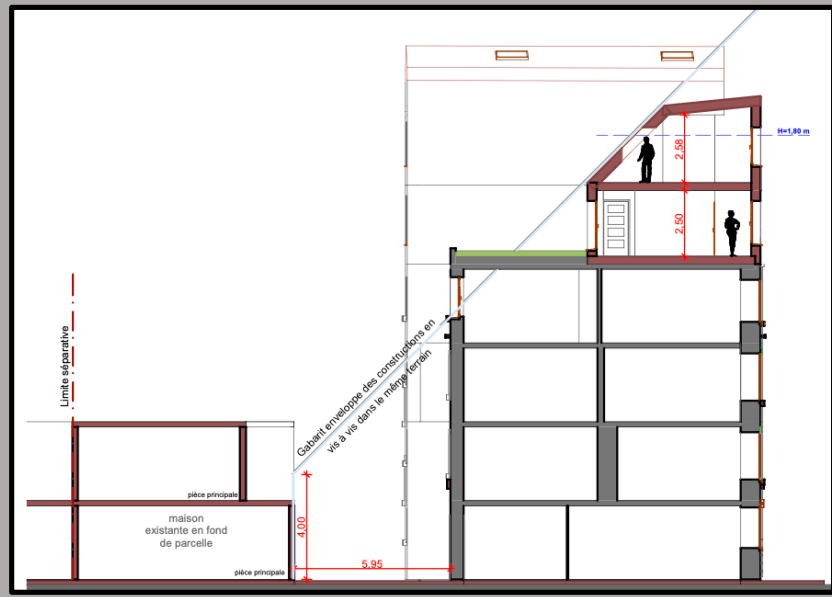 H=1,80 m
2,58
2,50
Limite séparative
Gabarit enveloppe des constructions en
vis à vis dans le même terrain
pièce principale
maison
existante en fond
de parcelle
4,00
5,95
pièce principale